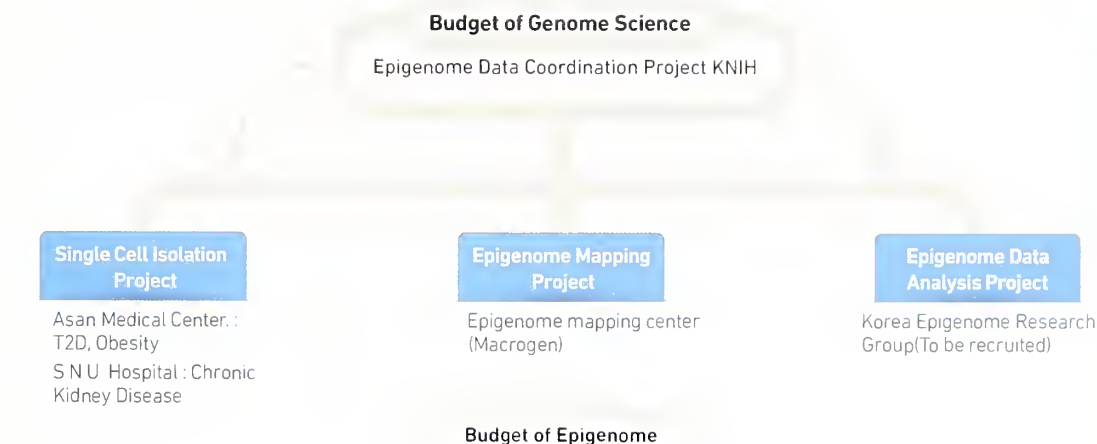 Budget of Genome Science
Epigenome Data Coordination Project KNIH
Single Cell Isolation
Project
Asan Medical Center. :
T2D, Obesity
S N U Hospital : Chronic
Kidney Disease
Epigenome Mapping
Project
Epigenome mapping center
(Macrogen)
Epigenome Data
Analysis Project
Korea Epigenome Research
Group(To be recruited)
Budget of Epigenome